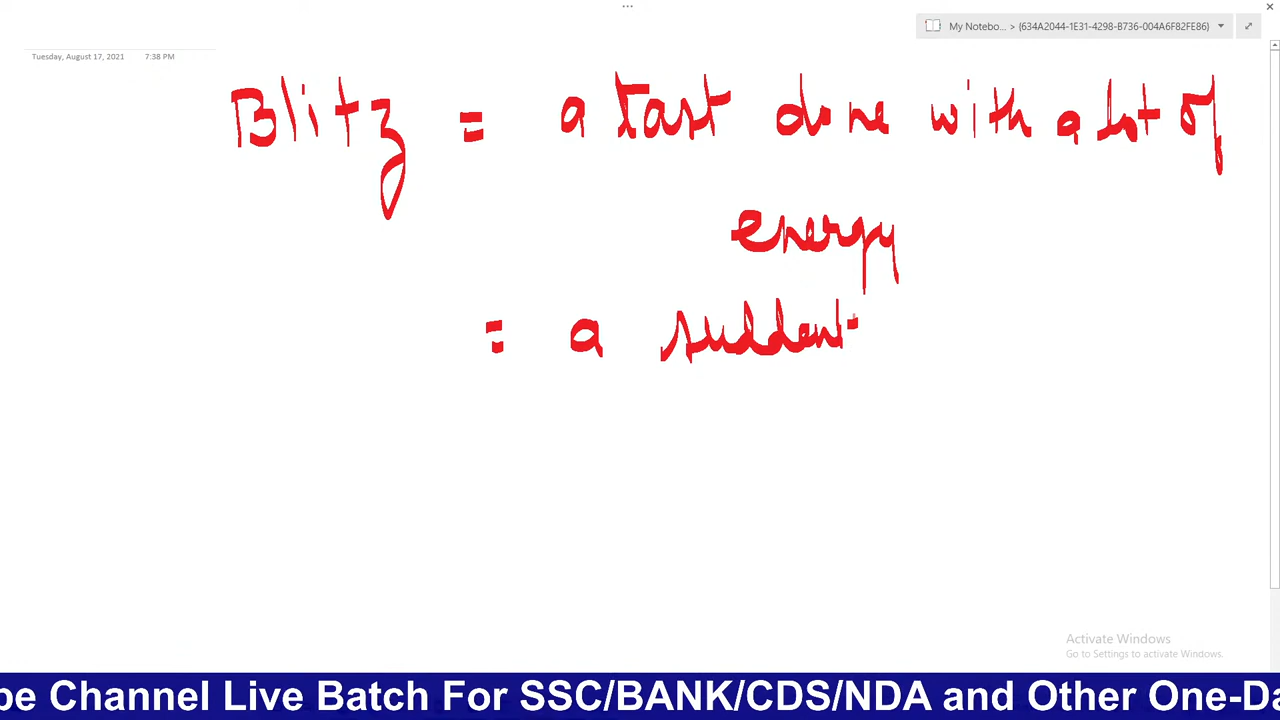 My Notebo... > {634A2044-1E31-4298-B736-004A6F82FE86}
Tuesday, August 17, 2021 7:38 PM
Blitz = a tast done with a lot of
energy
= a sudden
Activate Windows
Go to Settings to activate Windows.
be Channel Live Batch For SSC/BANK/CDS/NDA and Other One-Da